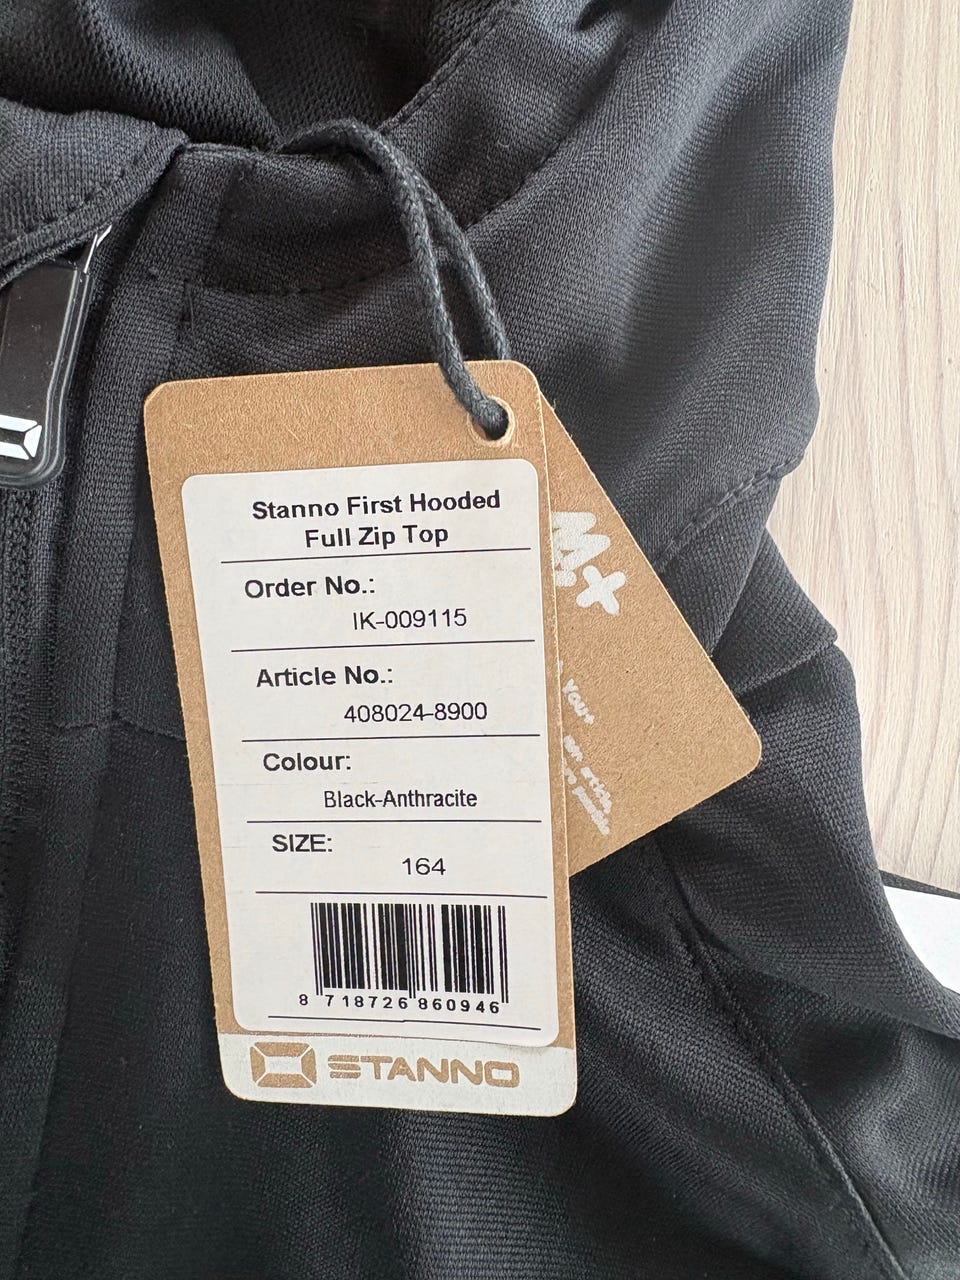 Stanno First Hooded
Full Zip Top
Order No.:
IK-009115
Article No.:
408024-8900
Colour:
Black-Anthracite
SIZE:
164
8 718726 860946
STANNO
M+
your